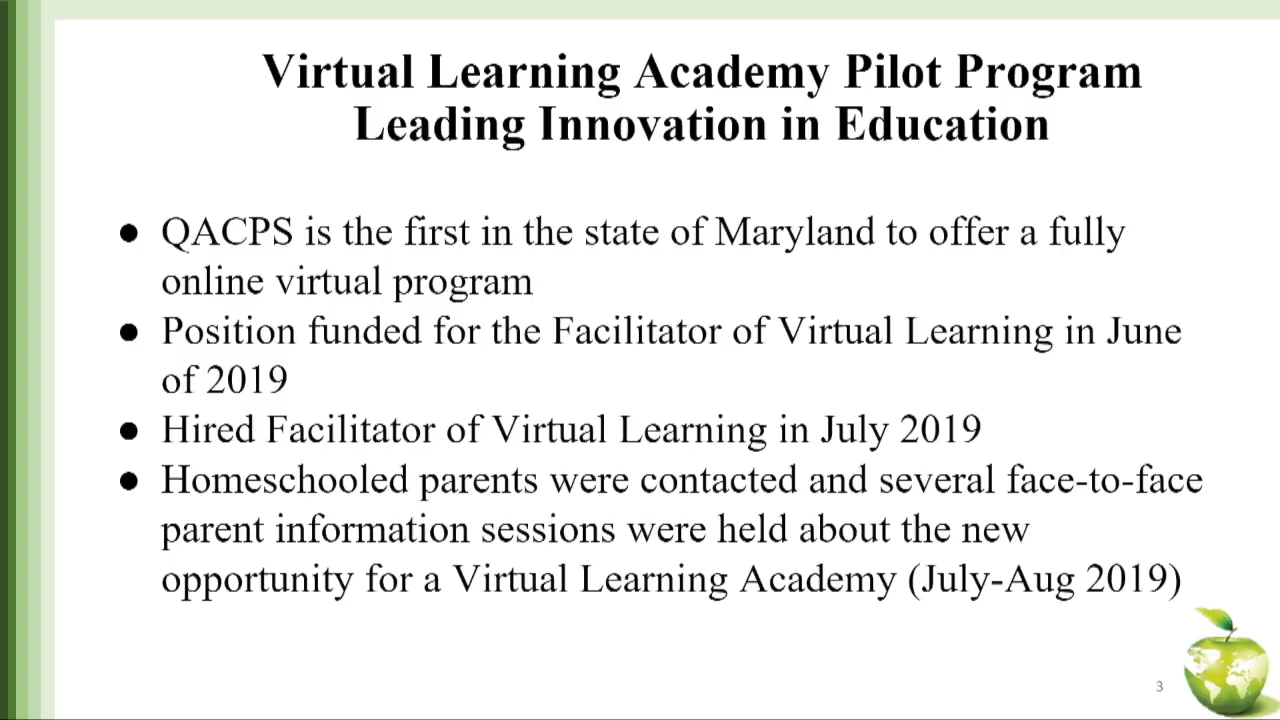 Virtual Learning Academy Pilot Program
Leading Innovation in Education
● QACPS is the first in the state of Maryland to offer a fully
online virtual program
● Position funded for the Facilitator of Virtual Learning in June
of 2019
● Hired Facilitator of Virtual Learning in July 2019
● Homeschooled parents were contacted and several face-to-face
parent information sessions were held about the new
opportunity for a Virtual Learning Academy (July-Aug 2019)
3